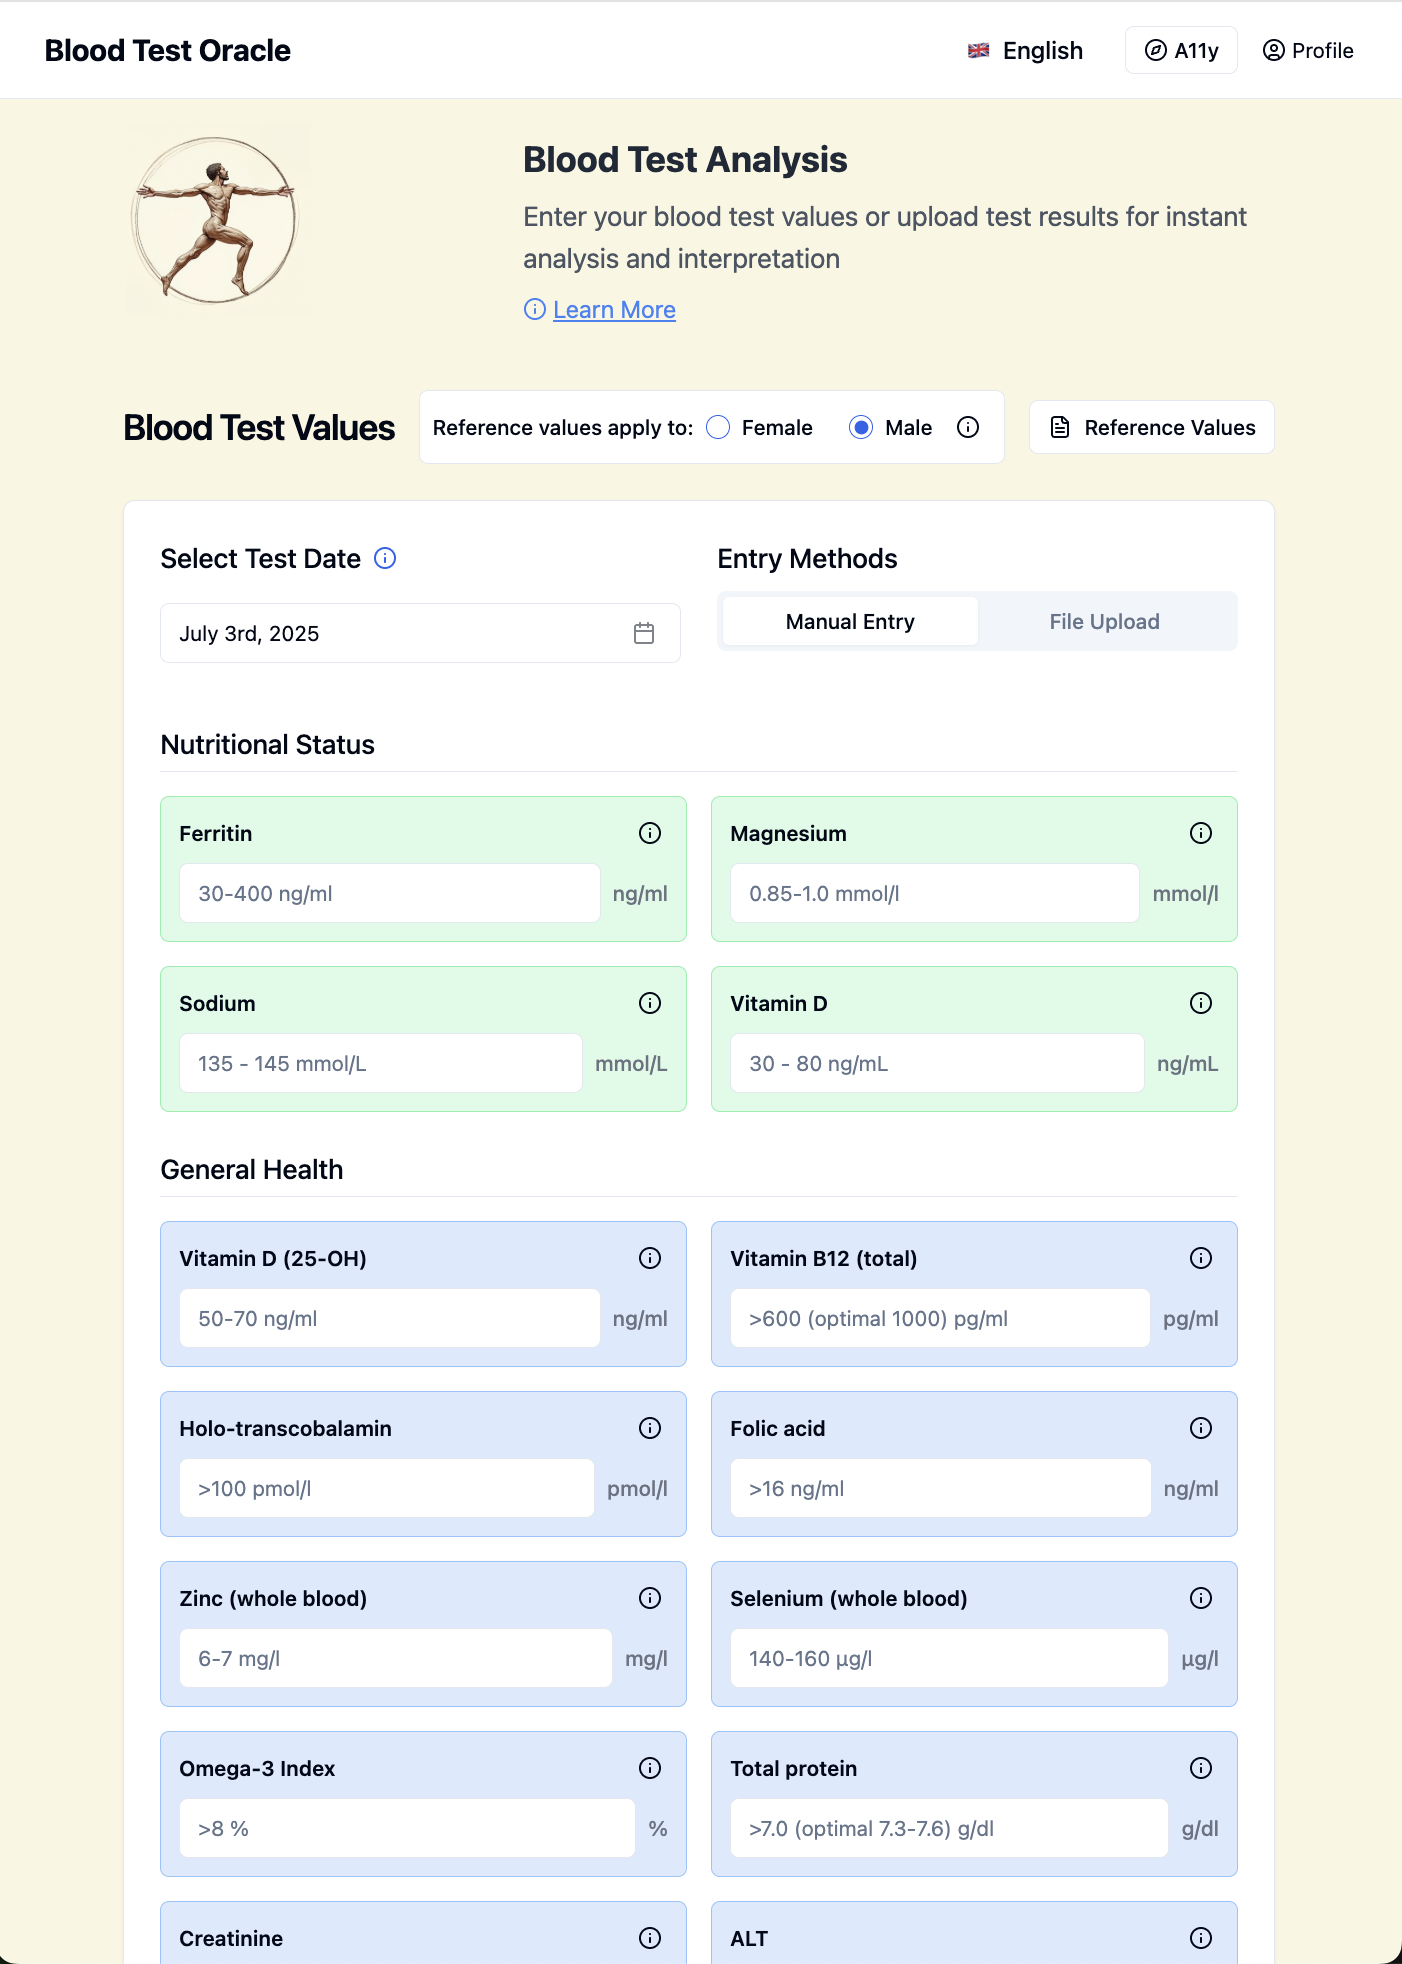 Blood Test Oracle
English
A11y
Profile
Blood Test Analysis
Enter your blood test values or upload test results for instant
analysis and interpretation
Learn More
Blood Test Values
Reference values apply to:
Female
Male
Reference Values
Select Test Date
Entry Methods
July 3rd, 2025
Manual Entry
File Upload
Nutritional Status
Ferritin
30-400 ng/ml
ng/ml
Magnesium
0.85-1.0 mmol/l
mmol/l
Sodium
135 - 145 mmol/L
mmol/L
Vitamin D
30 - 80 ng/mL
ng/mL
General Health
Vitamin D (25-OH)
50-70 ng/ml
ng/ml
Vitamin B12 (total)
>600 (optimal 1000) pg/ml
pg/ml
Holo-transcobalamin
>100 pmol/l
pmol/l
Folic acid
>16 ng/ml
ng/ml
Zinc (whole blood)
6-7 mg/l
mg/l
Selenium (whole blood)
140-160 µg/l
µg/l
Omega-3 Index
>8 %
%
Total protein
>7.0 (optimal 7.3-7.6) g/dl
g/dl
Creatinine
ALT